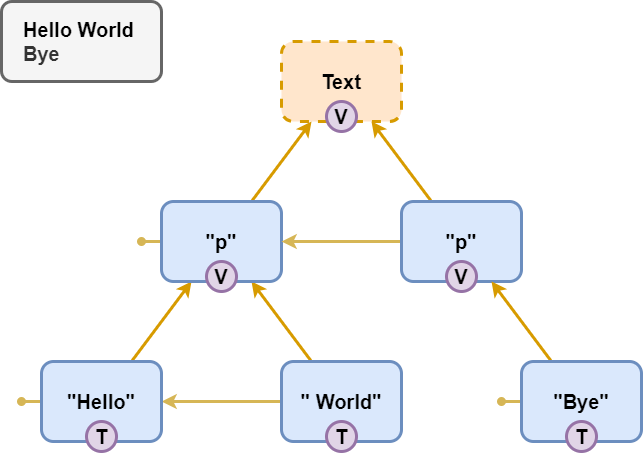 Hello World
Bye
Text
V
"p"
V
"p"
V
"Hello"
T
" World"
T
"Bye"
T